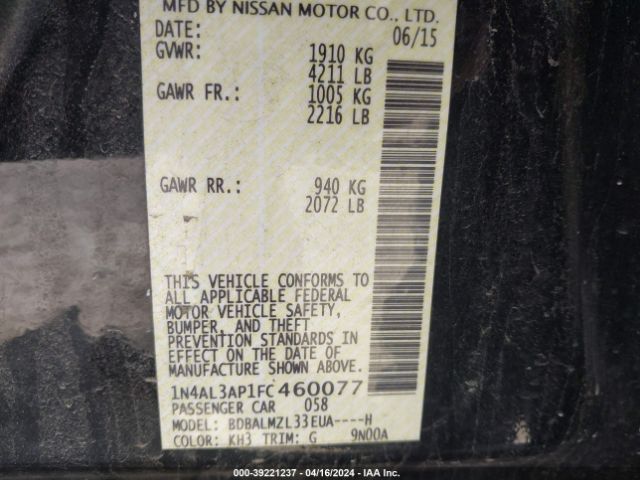 MFD BY NISSAN MOTOR CO., LTD.
DATE: 06/15
GVWR: 1910 KG
4211 LB
GAWR FR.: 1005 KG
2216 LB
GAWR RR.: 940 KG
2072 LB
THIS VEHICLE CONFORMS TO
ALL APPLICABLE FEDERAL
MOTOR VEHICLE SAFETY,
BUMPER, AND THEFT
PREVENTION STANDARDS IN
EFFECT ON THE DATE OF
MANUFACTURE SHOWN ABOVE.
1N4AL3AP1FC460077
PASSENGER CAR 058
MODEL: BDBALMZL33EUA----H
COLOR: KH3 TRIM: G 9N00A
000-39221237 - 04/16/2024 - IAA Inc.